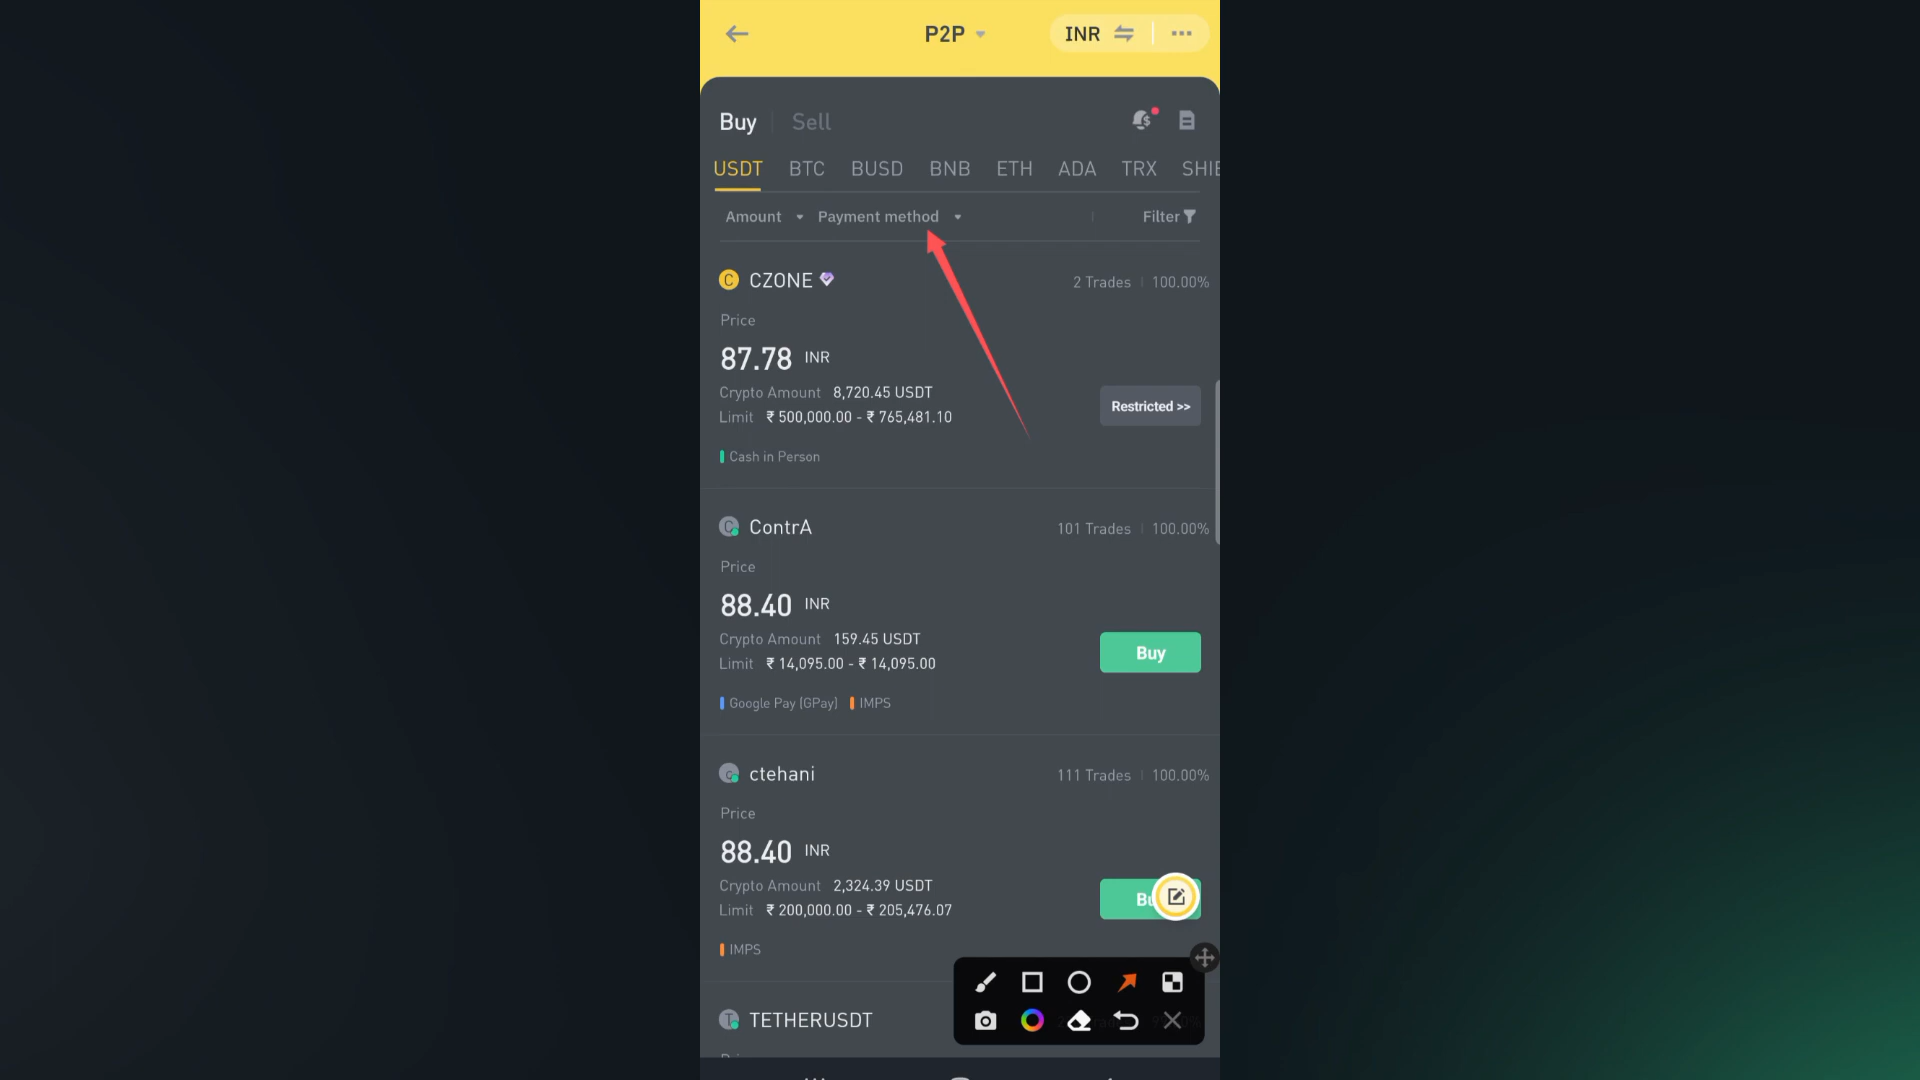 P2P
INR
Buy Sell
USDT BTC BUSD BNB ETH ADA TRX SHIB
Amount Payment method Filter
C CZONE 2 Trades 100.00%
Price
87.78 INR
Crypto Amount 8,720.45 USDT
Limit ₹ 500,000.00 - ₹ 765,481.10
Restricted >>
Cash in Person
C ContrA 101 Trades 100.00%
Price
88.40 INR
Crypto Amount 159.45 USDT
Limit ₹ 14,095.00 - ₹ 14,095.00
Buy
Google Pay (GPay) IMPS
c ctehani 111 Trades 100.00%
Price
88.40 INR
Crypto Amount 2,324.39 USDT
Limit ₹ 200,000.00 - ₹ 205,476.07
IMPS
T TETHERUSDT